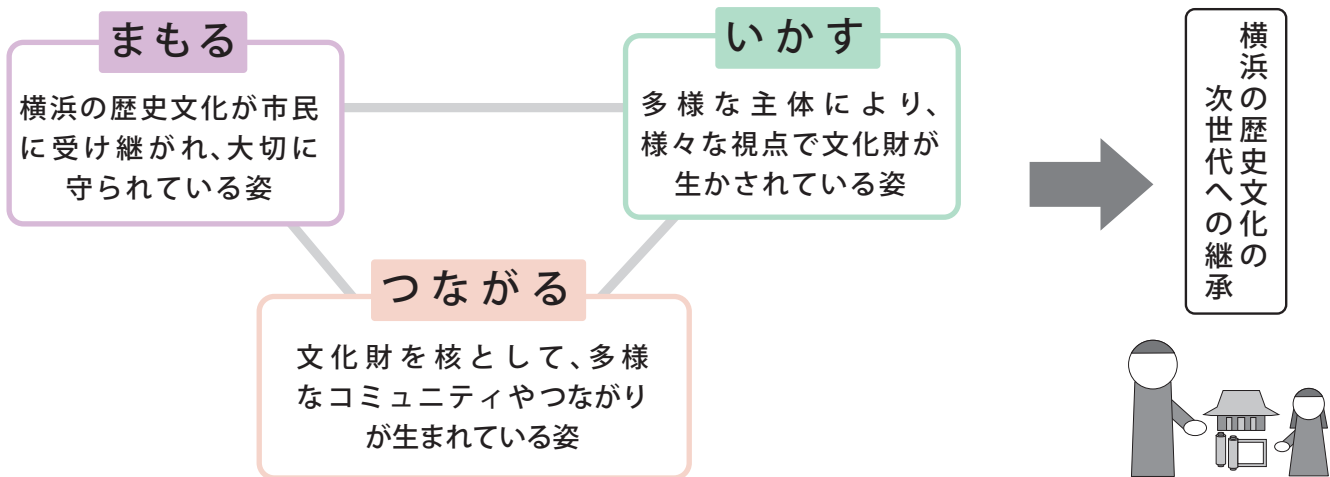 まもる
横浜の歴史文化が市民
に受け継がれ、大切に
守られている姿
いかす
多様な主体により、
様々な視点で文化財が
生かされている姿
つながる
文化財を核として、多様
なコミュニティやつながり
が生まれている姿
横浜の歴史文化の
次世代への継承